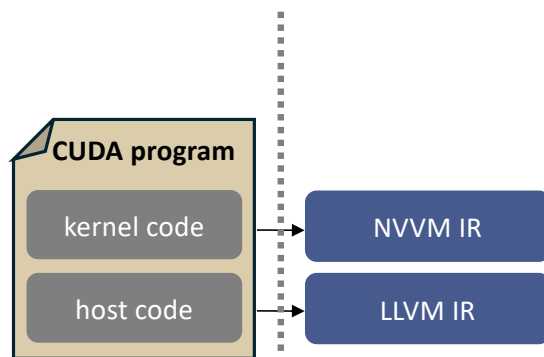 CUDA program
kernel code
NVVM IR
host code
LLVM IR